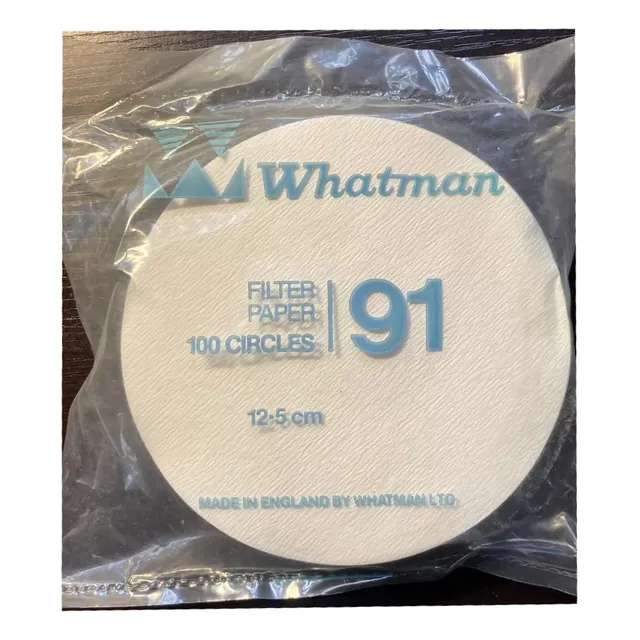 Whatman
FILTER
PAPER
100 CIRCLES
91
12·5 cm
MADE IN ENGLAND BY WHATMAN LTD